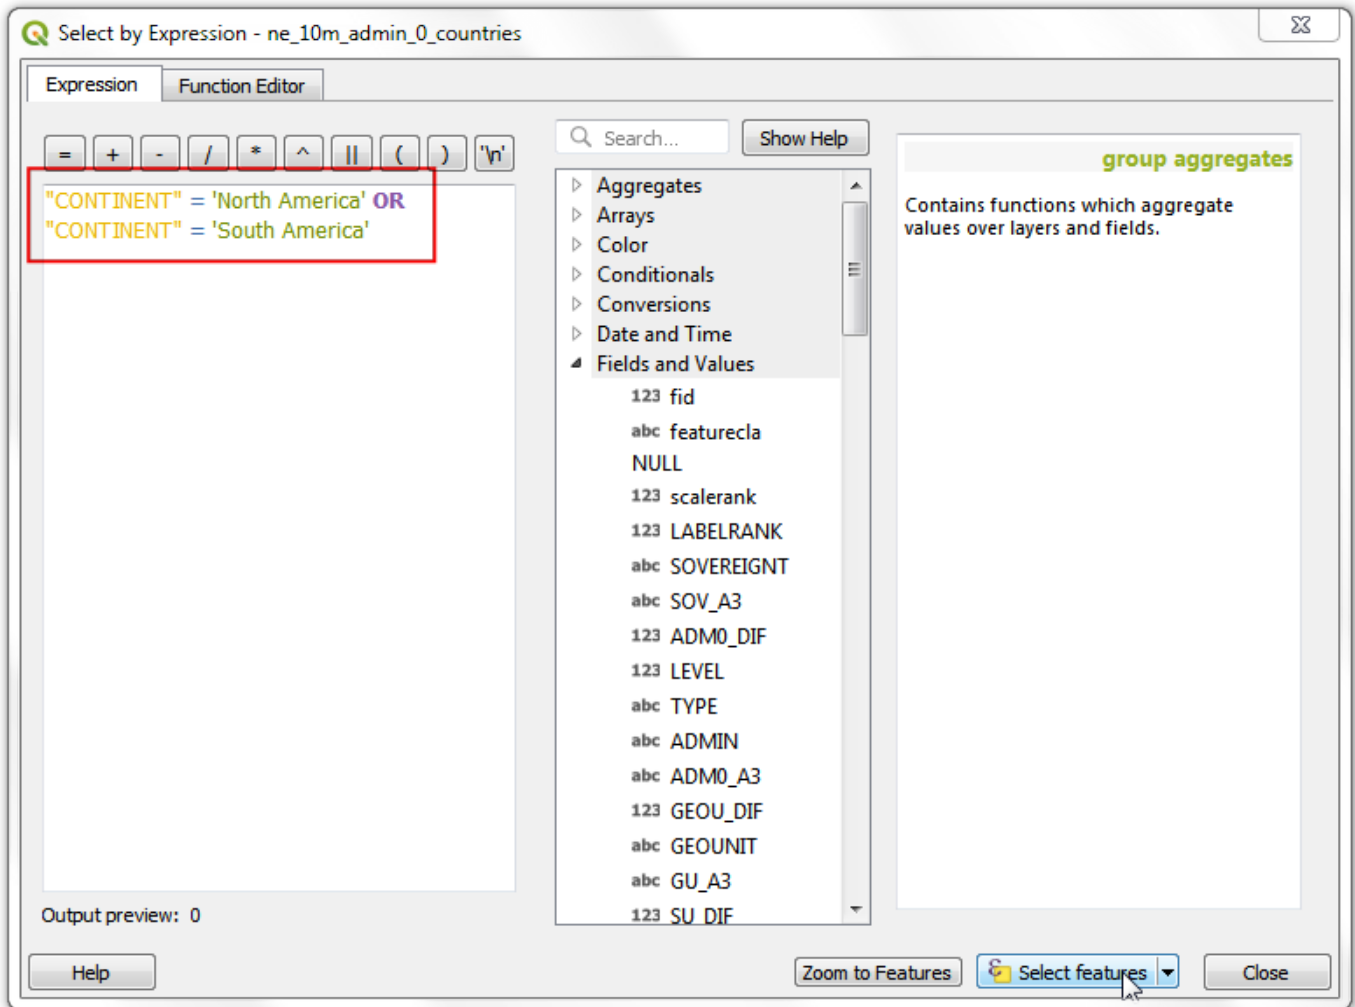 Select by Expression - ne_10m_admin_0_countries
Expression
Function Editor
= + - / * ^ || ( ) '\n'
"CONTINENT" = 'North America' OR
"CONTINENT" = 'South America'
Output preview: 0
Search...
Show Help
Aggregates
Arrays
Color
Conditionals
Conversions
Date and Time
Fields and Values
123 fid
abc featurecla
NULL
123 scalerank
123 LABELRANK
abc SOVEREIGNT
abc SOV_A3
123 ADM0_DIF
123 LEVEL
abc TYPE
abc ADMIN
abc ADM0_A3
123 GEOU_DIF
abc GEOUNIT
abc GU_A3
123 SU_DIF
group aggregates
Contains functions which aggregate
values over layers and fields.
Help
Zoom to Features
Select features
Close